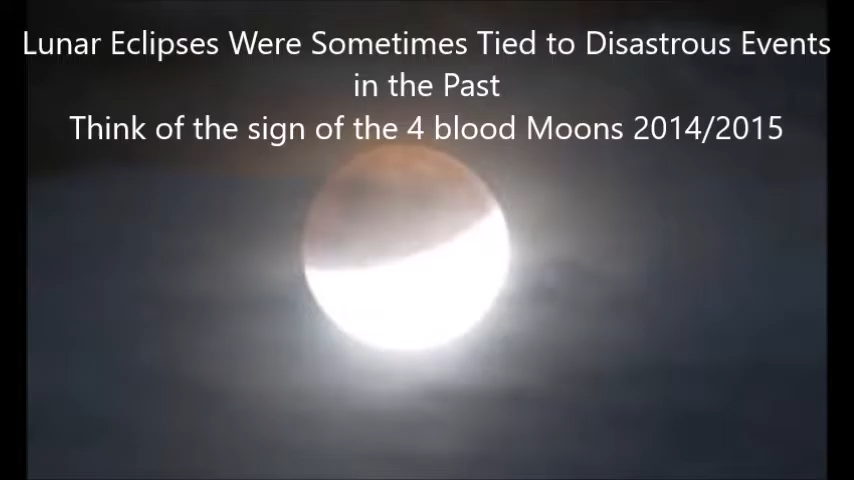 Lunar Eclipses Were Sometimes Tied to Disastrous Events
in the Past
Think of the sign of the 4 blood Moons 2014/2015